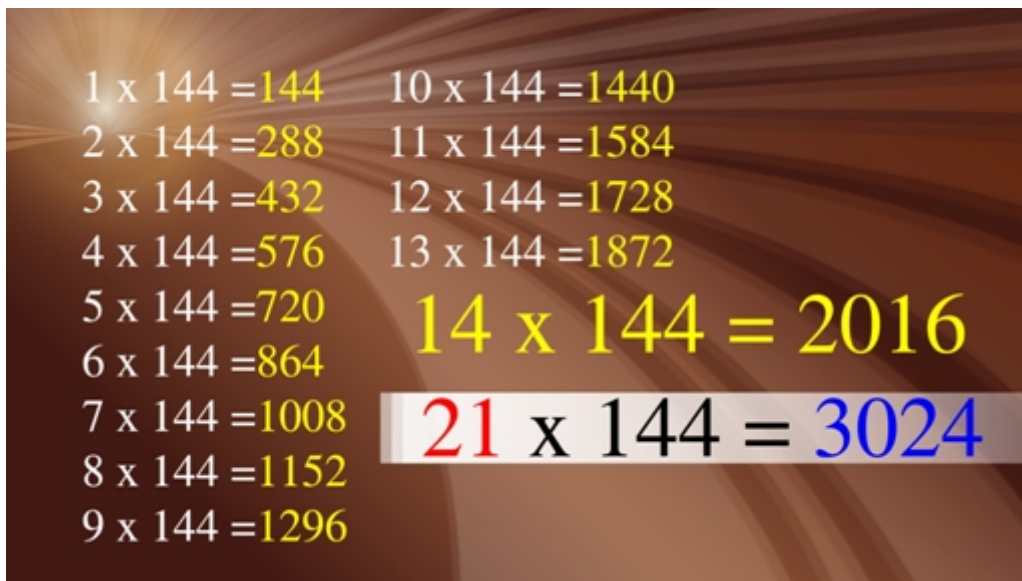 1 x 144 =144
2 x 144 =288
3 x 144 =432
4 x 144 =576
5 x 144 =720
6 x 144 =864
7 x 144 =1008
8 x 144 =1152
9 x 144 =1296
10 x 144 =1440
11 x 144 =1584
12 x 144 =1728
13 x 144 =1872
14 x 144 = 2016
21 x 144 = 3024